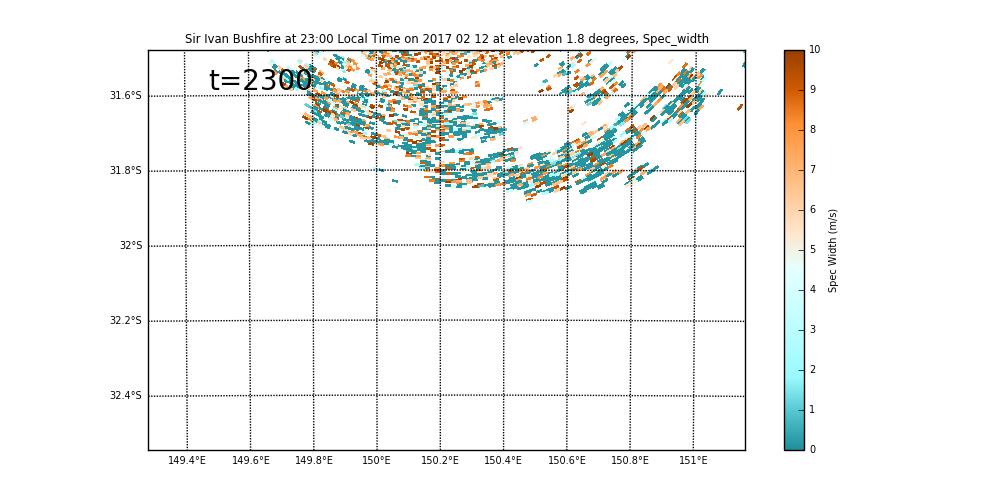 Sir Ivan Bushfire at 23:00 Local Time on 2017 02 12 at elevation 1.8 degrees, Spec_width
t=2300
31.6°S
31.8°S
32°S
32.2°S
32.4°S
149.4°E 149.6°E 149.8°E 150°E 150.2°E 150.4°E 150.6°E 150.8°E 151°E
10
9
8
7
6
5
4
3
2
1
0
Spec Width (m/s)